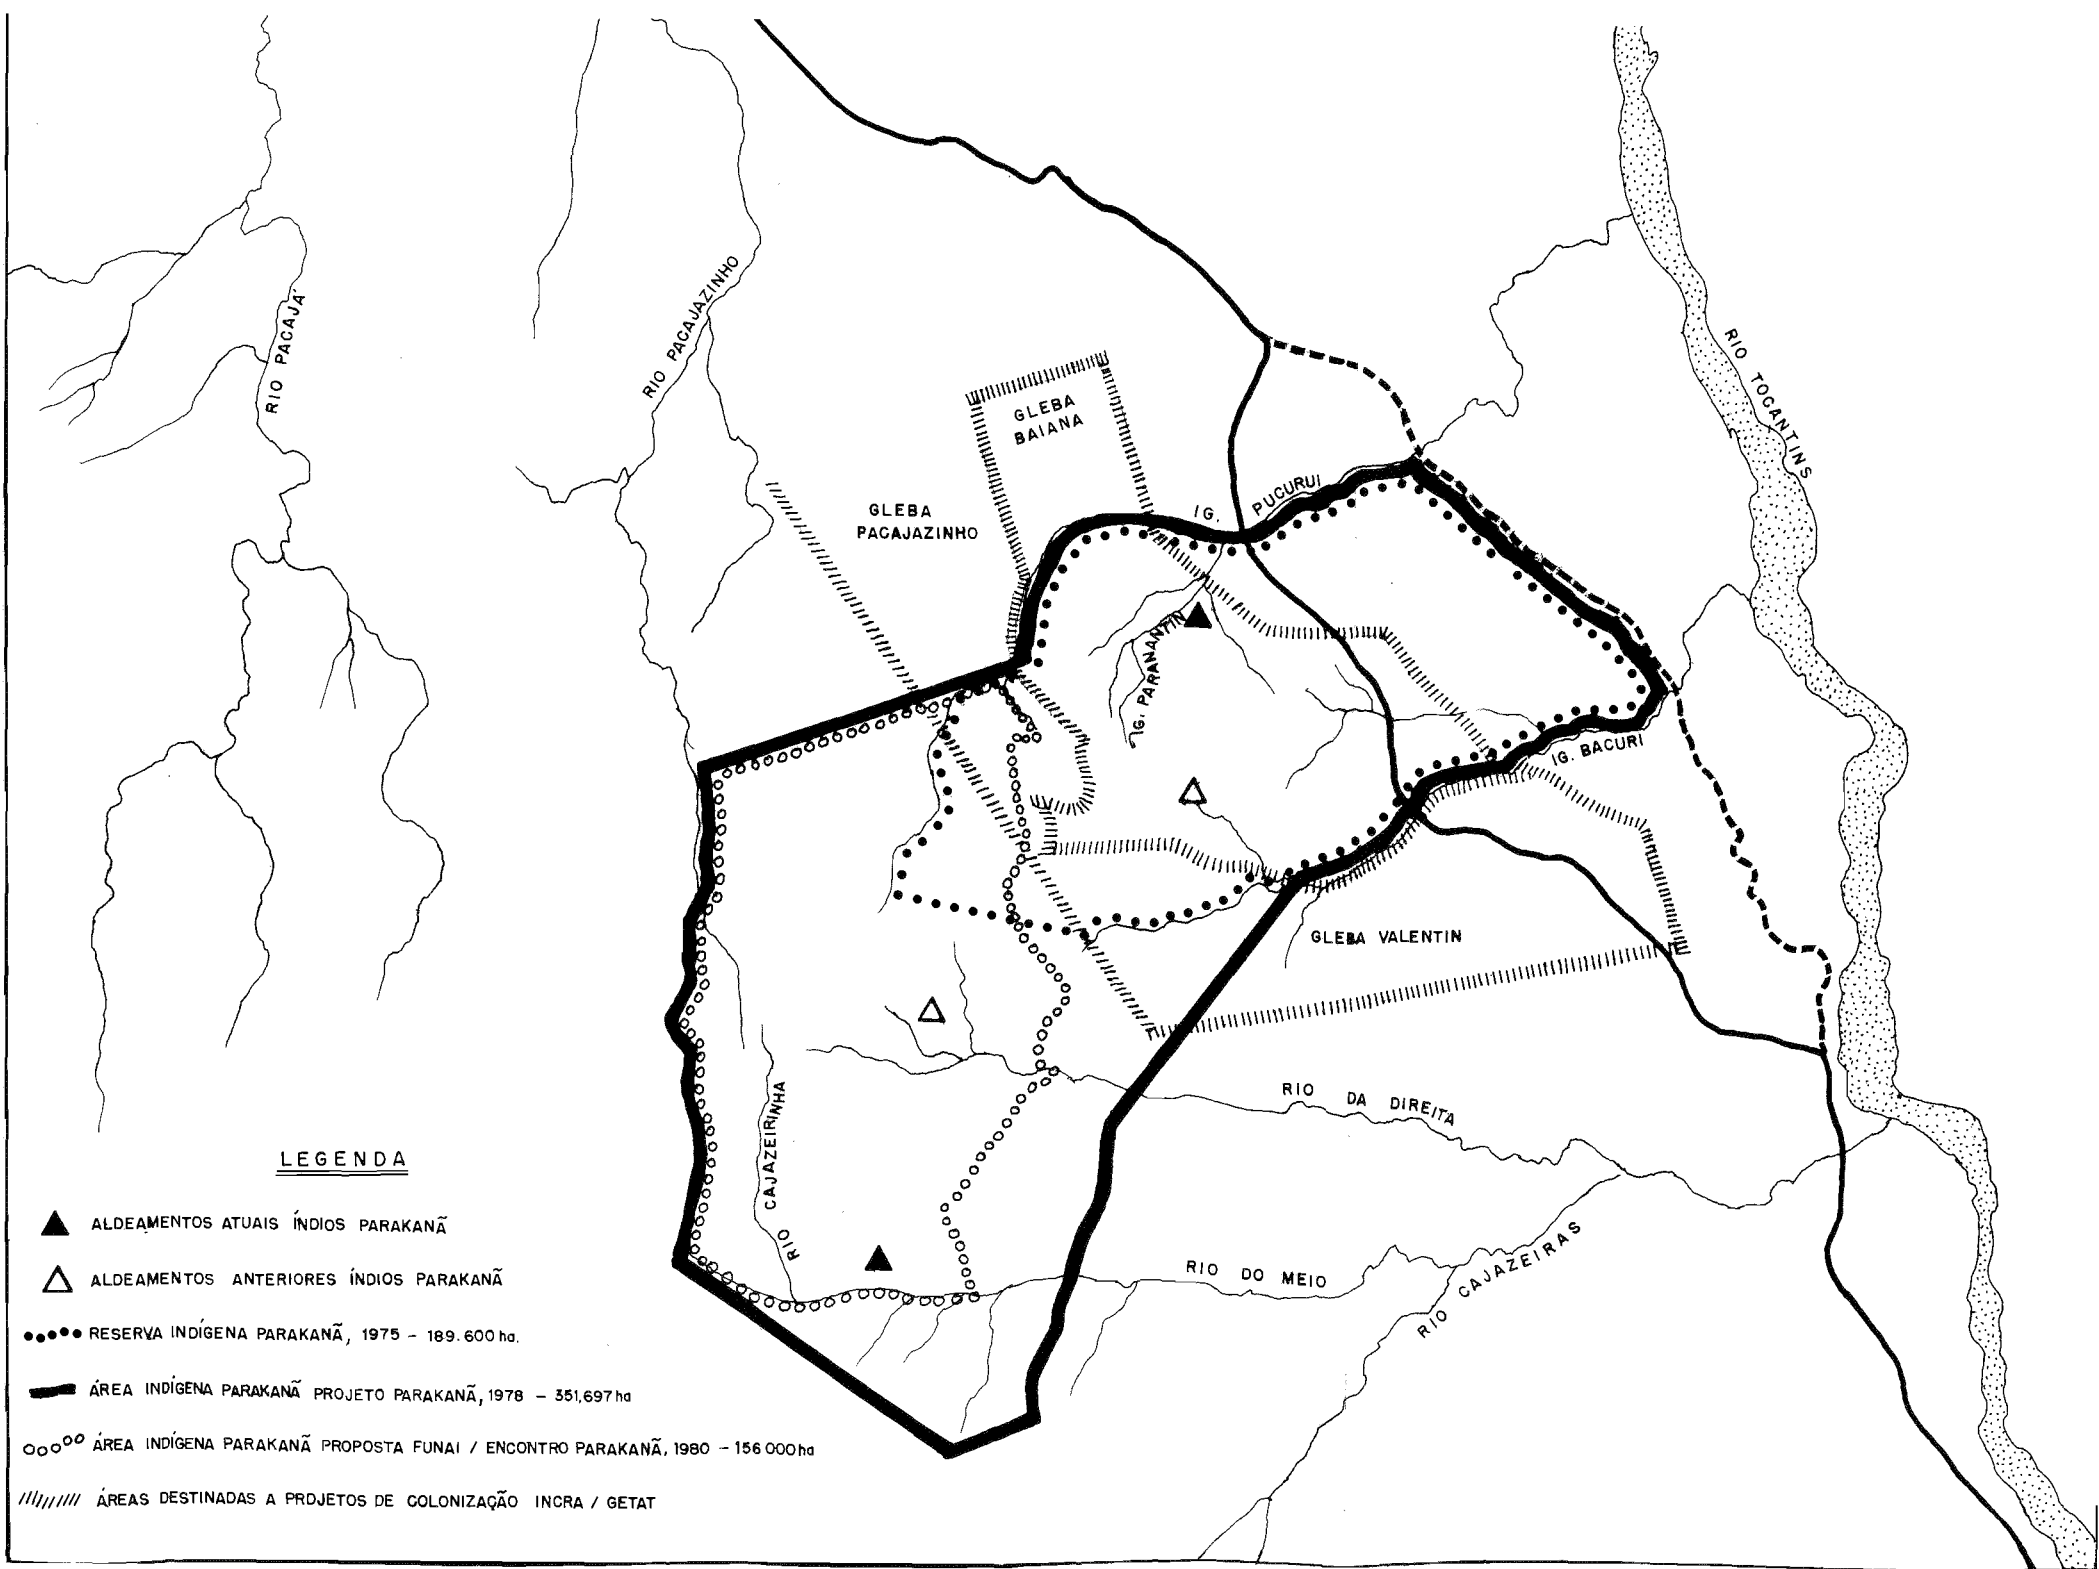 RIO PACAJÁ
RIO PACAJAZINHO
RIO TOCANTINS
GLEBA
BAIANA
GLEBA
PACAJAZINHO
IG. PUCURUI
IG. PARANANTIN
IG. BACURI
GLEBA VALENTIN
RIO DA DIREITA
RIO CAJAZEIRINHA
RIO DO MEIO
RIO CAJAZEIRAS
LEGENDA
ALDEAMENTOS ATUAIS ÍNDIOS PARAKANÃ
ALDEAMENTOS ANTERIORES ÍNDIOS PARAKANÃ
RESERVA INDÍGENA PARAKANÃ, 1975 - 189.600 ha.
ÁREA INDÍGENA PARAKANÃ PROJETO PARAKANÃ, 1978 - 351,697 ha
ÁREA INDÍGENA PARAKANÃ PROPOSTA FUNAI / ENCONTRO PARAKANÃ, 1980 - 156 000 ha
ÁREAS DESTINADAS A PROJETOS DE COLONIZAÇÃO INCRA / GETAT